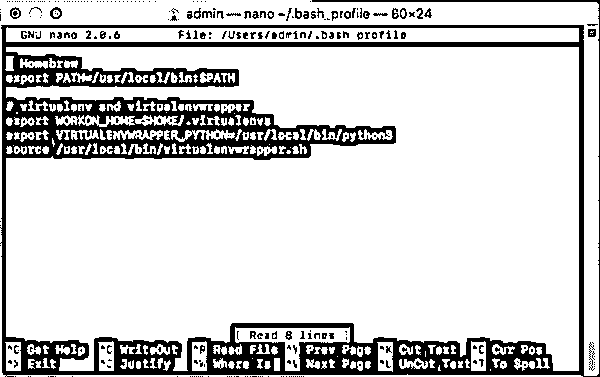 admin — nano ~/.bash_profile — 80×24
GNU nano 2.0.6 File: /Users/admin/.bash_profile
# Homebrew
export PATH=/usr/local/bin:$PATH
# virtualenv and virtualenvwrapper
export WORKON_HOME=$HOME/.virtualenvs
export VIRTUALENVWRAPPER_PYTHON=/usr/local/bin/python3
source /usr/local/bin/virtualenvwrapper.sh
[ Read 8 lines ]
^G Get Help ^O WriteOut ^R Read File ^Y Prev Page ^K Cut Text ^C Cur Pos
^X Exit ^J Justify ^W Where Is ^V Next Page ^U UnCut Text ^T To Spell